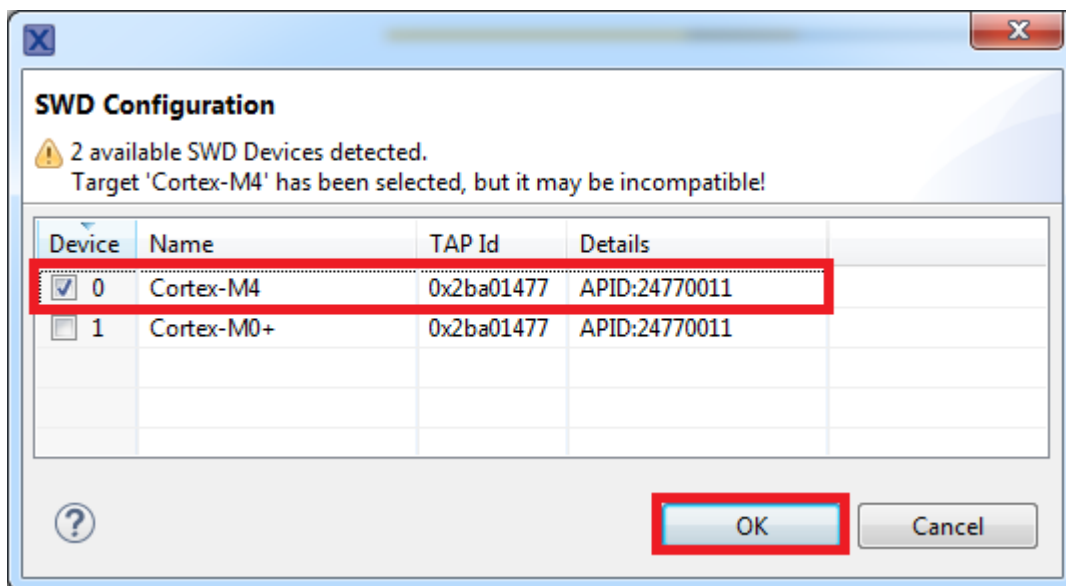 SWD Configuration
2 available SWD Devices detected.
Target 'Cortex-M4' has been selected, but it may be incompatible!
Device Name TAP Id Details
0 Cortex-M4 0x2ba01477 APID:24770011
1 Cortex-M0+ 0x2ba01477 APID:24770011
OK Cancel